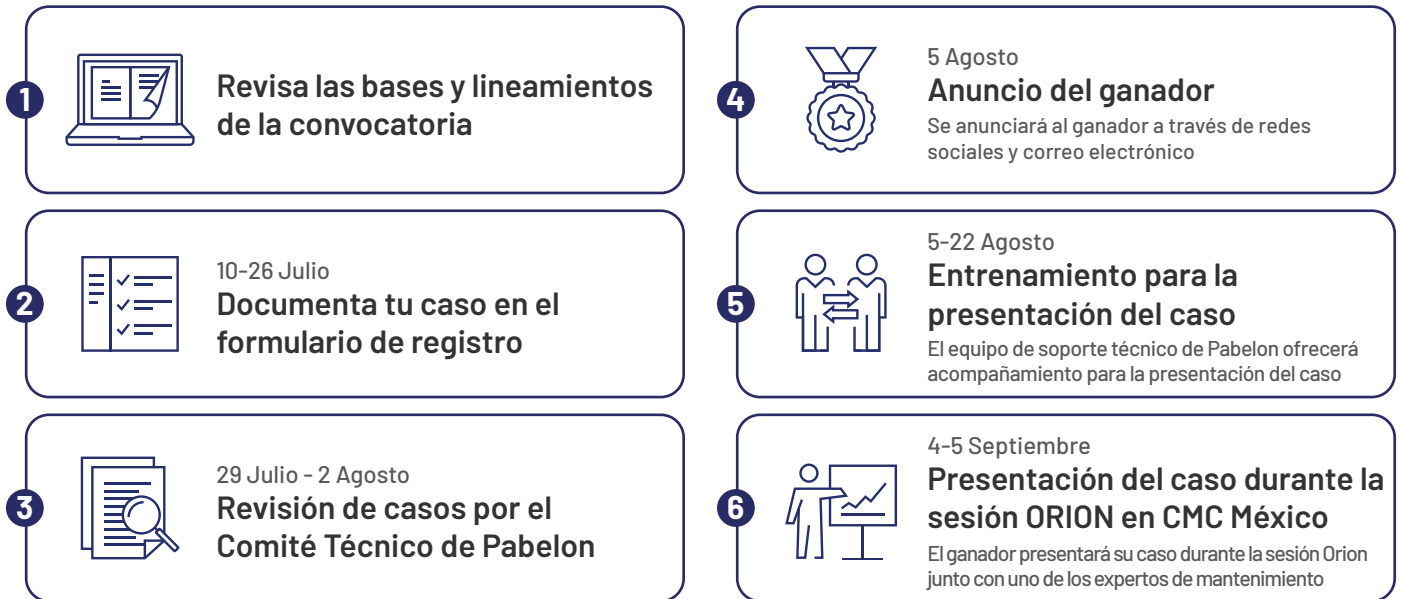 1
Revisa las bases y lineamientos
de la convocatoria
2
10-26 Julio
Documenta tu caso en el
formulario de registro
3
29 Julio - 2 Agosto
Revisión de casos por el
Comité Técnico de Pabelon
4
5 Agosto
Anuncio del ganador
Se anunciará al ganador a través de redes
sociales y correo electrónico
5
5-22 Agosto
Entrenamiento para la
presentación del caso
El equipo de soporte técnico de Pabelon ofrecerá
acompañamiento para la presentación del caso
6
4-5 Septiembre
Presentación del caso durante la
sesión ORION en CMC México
El ganador presentará su caso durante la sesión Orion
junto con uno de los expertos de mantenimiento